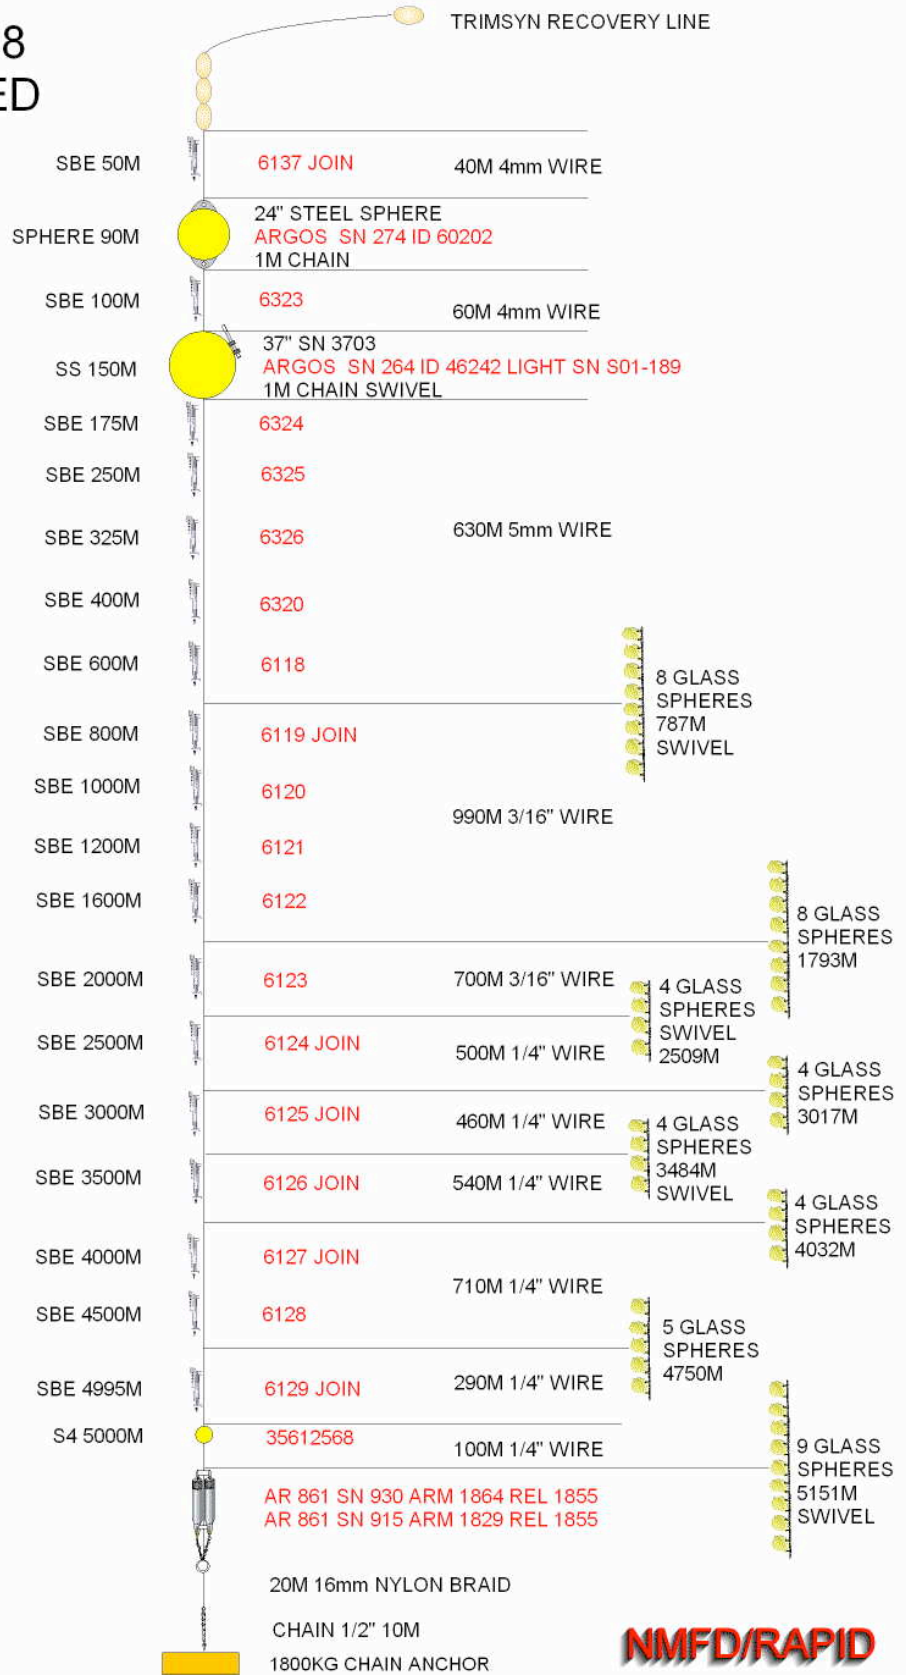 TRIMSYN RECOVERY LINE
8
ED
SBE 50M 6137 JOIN 40M 4mm WIRE
24" STEEL SPHERE
SPHERE 90M ARGOS SN 274 ID 60202
1M CHAIN
SBE 100M 6323 60M 4mm WIRE
37" SN 3703
SS 150M ARGOS SN 264 ID 46242 LIGHT SN S01-189
1M CHAIN SWIVEL
SBE 175M 6324
SBE 250M 6325
SBE 325M 6326 630M 5mm WIRE
SBE 400M 6320
SBE 600M 6118
8 GLASS
SPHERES
787M
SWIVEL
SBE 800M 6119 JOIN
SBE 1000M 6120
990M 3/16" WIRE
SBE 1200M 6121
SBE 1600M 6122
8 GLASS
SPHERES
1793M
SBE 2000M 6123 700M 3/16" WIRE
4 GLASS
SPHERES
SWIVEL
2509M
SBE 2500M 6124 JOIN 500M 1/4" WIRE
4 GLASS
SPHERES
3017M
SBE 3000M 6125 JOIN 460M 1/4" WIRE
4 GLASS
SPHERES
3484M
SWIVEL
SBE 3500M 6126 JOIN 540M 1/4" WIRE
4 GLASS
SPHERES
4032M
SBE 4000M 6127 JOIN
710M 1/4" WIRE
SBE 4500M 6128
5 GLASS
SPHERES
4750M
SBE 4995M 6129 JOIN 290M 1/4" WIRE
S4 5000M 35612568 100M 1/4" WIRE
9 GLASS
SPHERES
5151M
SWIVEL
AR 861 SN 930 ARM 1864 REL 1855
AR 861 SN 915 ARM 1829 REL 1855
20M 16mm NYLON BRAID
CHAIN 1/2" 10M
1800KG CHAIN ANCHOR
NMFD/RAPID